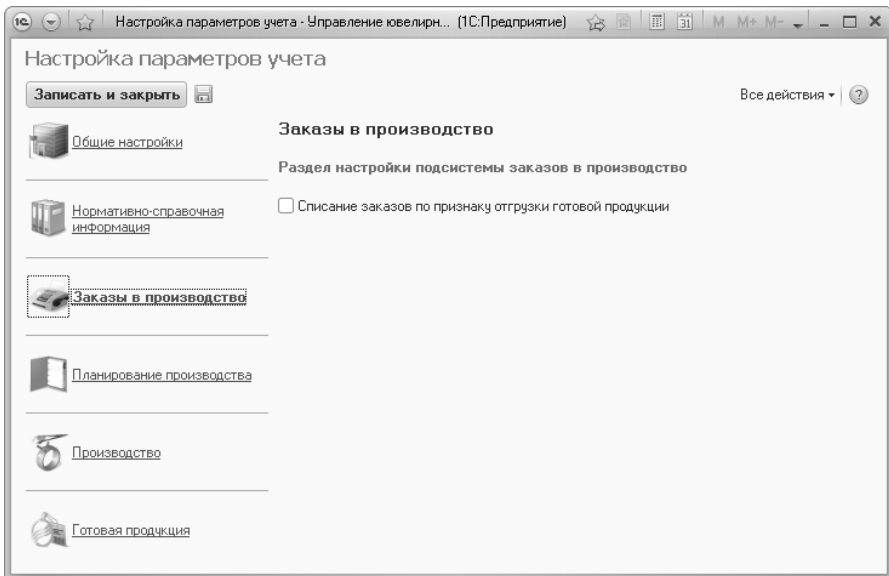 1С Настройка параметров учета - Управление ювелирн... (1С:Предприятие) 31 M M+ M-
Настройка параметров учета
Записать и закрыть Все действия ?
Общие настройки
Нормативно-справочная
информация
Заказы в производство
Планирование производства
Производство
Готовая продукция
Заказы в производство
Раздел настройки подсистемы заказов в производство
Списание заказов по признаку отгрузки готовой продукции